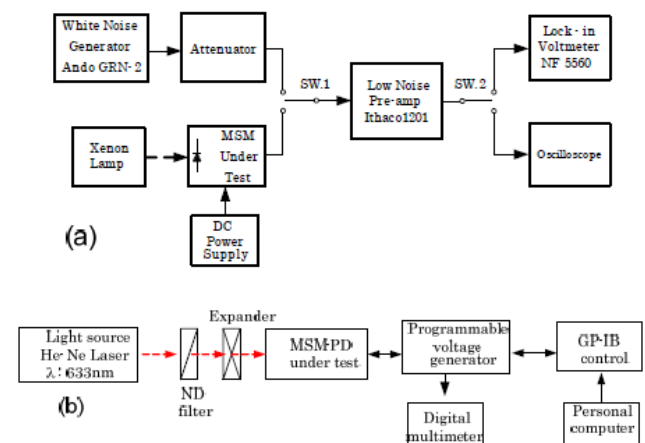 White Noise
Generator
Ando GRN-2
Attenuator
SW.1
Low Noise
Pre-amp
Ithaco1201
SW.2
Lock-in
Voltmeter
NF 5560
Xenon
Lamp
MSM
Under
Test
Oscilloscope
DC
Power
Supply
(a)
Light source
He-Ne Laser
λ: 633nm
Expander
ND
filter
MSM-PD
under test
Programmable
voltage
generator
GP-IB
control
Digital
multimeter
Personal
computer
(b)